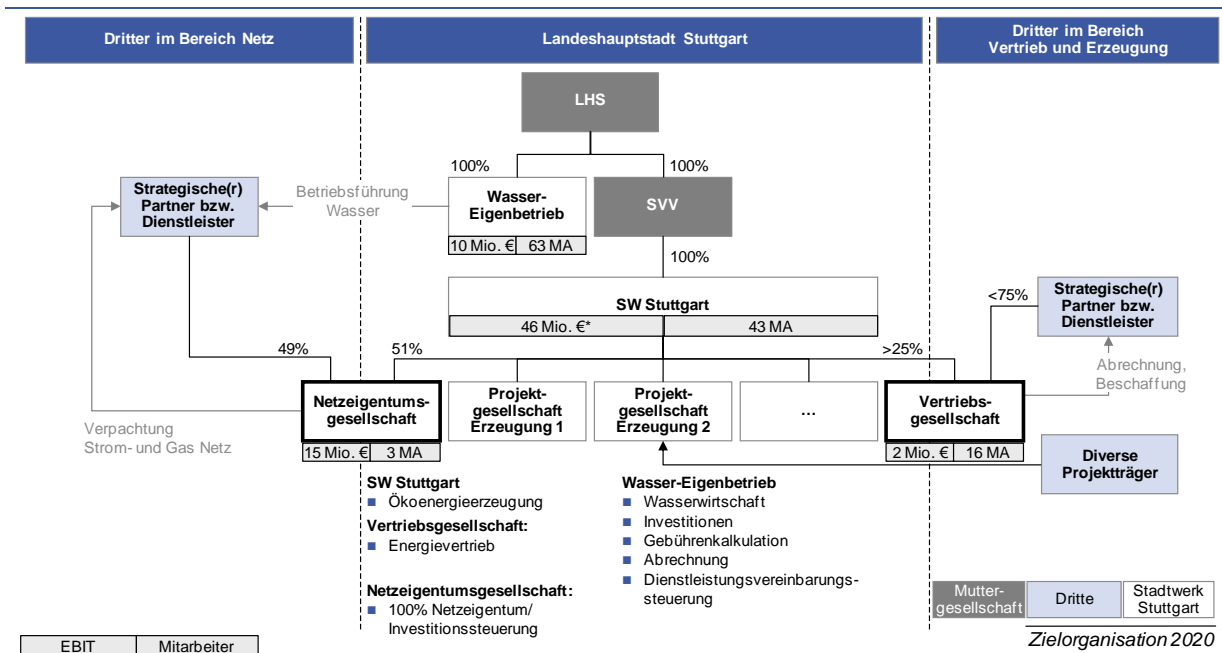 Dritter im Bereich Netz
Landeshauptstadt Stuttgart
Dritter im Bereich
Vertrieb und Erzeugung
LHS
100%
100%
Strategische(r)
Partner bzw.
Dienstleister
Betriebsführung
Wasser
Wasser-
Eigenbetrieb
10 Mio. €
63 MA
SVV
100%
SW Stuttgart
46 Mio. €*
43 MA
<75%
Strategische(r)
Partner bzw.
Dienstleister
49%
51%
>25%
Abrechnung,
Beschaffung
Netzeigentums-
gesellschaft
15 Mio. €
3 MA
Projekt-
gesellschaft
Erzeugung 1
Projekt-
gesellschaft
Erzeugung 2
...
Vertriebs-
gesellschaft
2 Mio. €
16 MA
Verpachtung
Strom- und Gas Netz
Diverse
Projektträger
SW Stuttgart
Ökoenergieerzeugung
Vertriebsgesellschaft:
Energievertrieb
Netzeigentumsgesellschaft:
100% Netzeigentum/
Investitionssteuerung
Wasser-Eigenbetrieb
Wasserwirtschaft
Investitionen
Gebührenkalkulation
Abrechnung
Dienstleistungsvereinbarungs-
steuerung
Mutter-
gesellschaft
Dritte
Stadtwerk
Stuttgart
EBIT
Mitarbeiter
Zielorganisation 2020